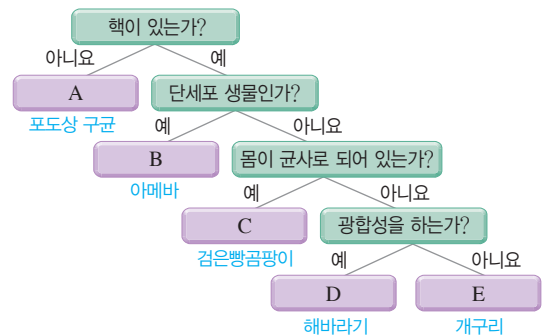 핵이 있는가?
아니요 예
A 단세포 생물인가?
포도상 구균 예 아니요
B 몸이 균사로 되어 있는가?
아메바 예 아니요
C 광합성을 하는가?
검은빵곰팡이 예 아니요
D E
해바라기 개구리